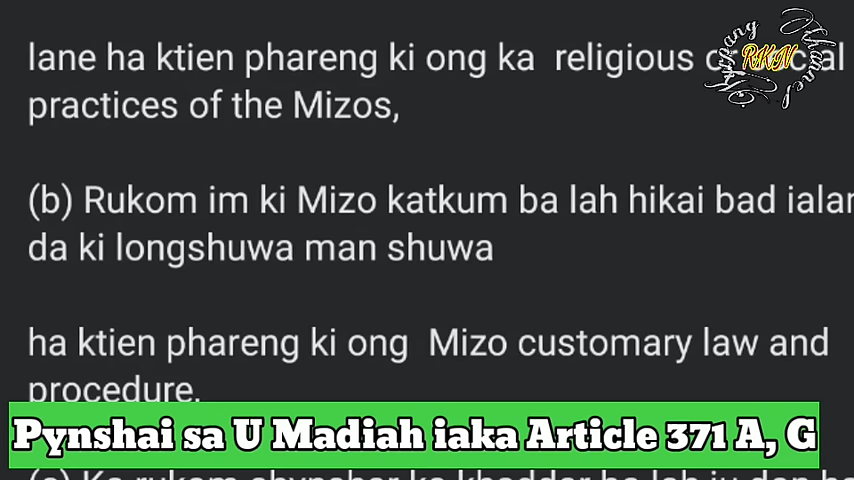 lane ha ktien phareng ki ong ka religious
practices of the Mizos,
(b) Rukom im ki Mizo katkum ba lah hikai bad
da ki longshuwa man shuwa
ha ktien phareng ki ong Mizo customary law and
procedure.
Pynshai sa U Madiah iaka Article 371 A, G
RKN